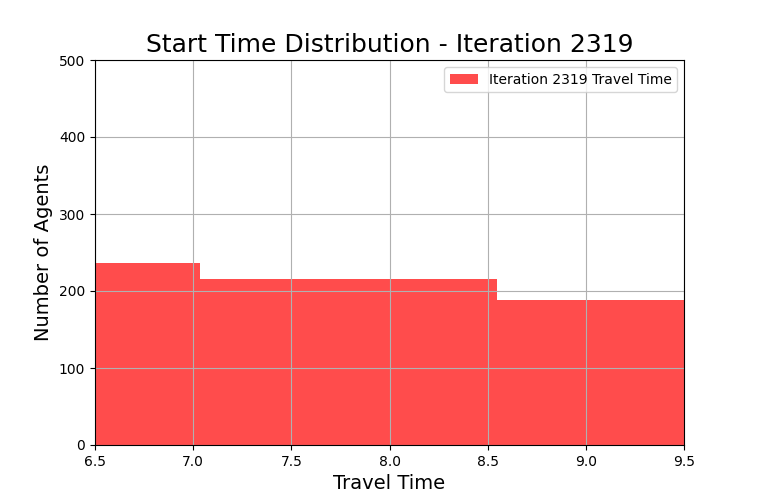 Start Time Distribution - Iteration 2319
500
Iteration 2319 Travel Time
400
300
200
100
0
Number of Agents
6.5 7.0 7.5 8.0 8.5 9.0 9.5
Travel Time